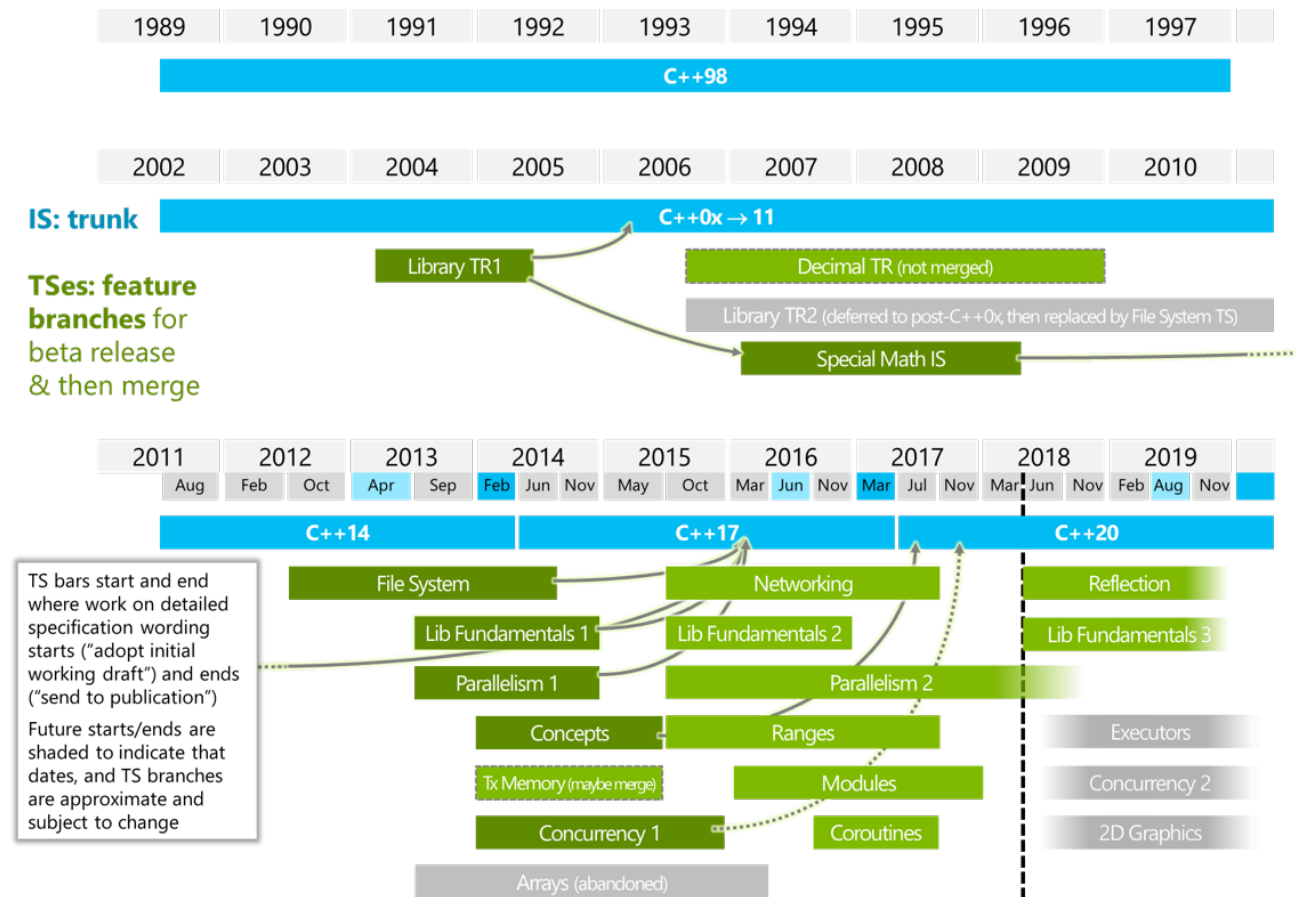 1989 1990 1991 1992 1993 1994 1995 1996 1997
C++98
2002 2003 2004 2005 2006 2007 2008 2009 2010
IS: trunk
C++0x → 11
Library TR1
Decimal TR (not merged)
TSes: feature
branches for
beta release
& then merge
Library TR2 (deferred to post-C++0x, then replaced by File System TS)
Special Math IS
2011 2012 2013 2014 2015 2016 2017 2018 2019
Aug Feb Oct Apr Sep Feb Jun Nov May Oct Mar Jun Nov Mar Jul Nov Mar Jun Nov Feb Aug Nov
C++14 C++17 C++20
TS bars start and end
where work on detailed
specification wording
starts (“adopt initial
working draft”) and ends
(“send to publication”)
Future starts/ends are
shaded to indicate that
dates, and TS branches
are approximate and
subject to change
File System Networking Reflection
Lib Fundamentals 1 Lib Fundamentals 2 Lib Fundamentals 3
Parallelism 1 Parallelism 2
Concepts Ranges Executors
Tx Memory (maybe merge) Modules Concurrency 2
Concurrency 1 Coroutines 2D Graphics
Arrays (abandoned)